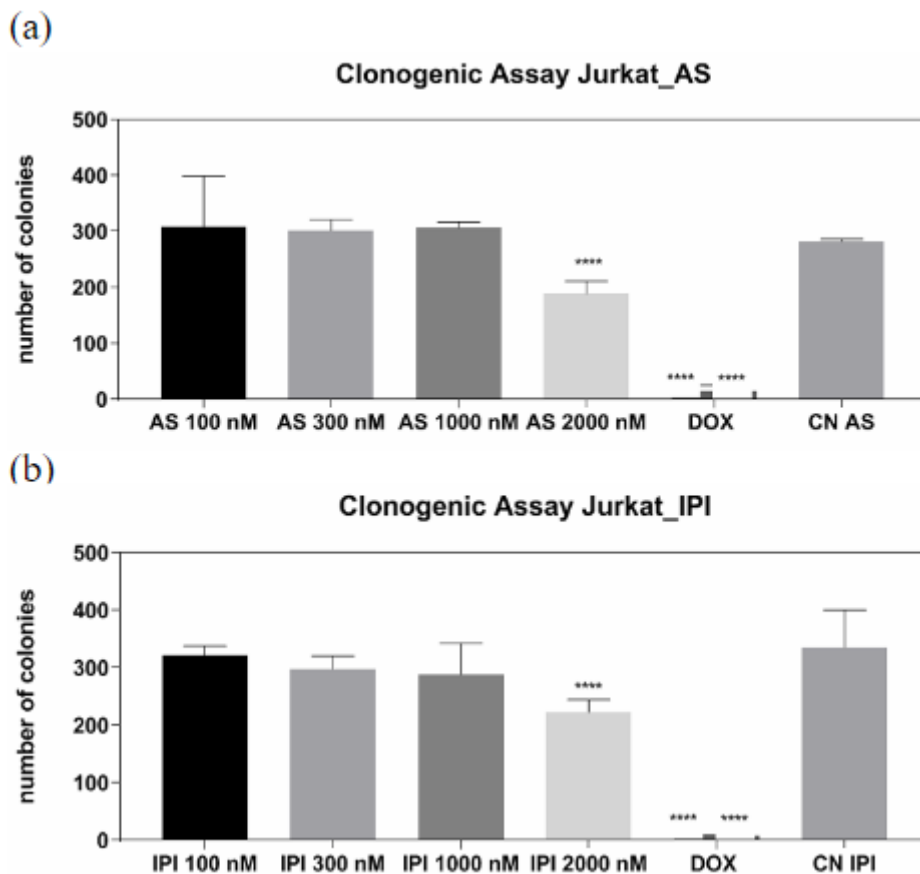 (a)
Clonogenic Assay Jurkat_AS
number of colonies
500
400
300
200
100
0
****
**** ****
AS 100 nM AS 300 nM AS 1000 nM AS 2000 nM DOX CN AS
(b)
Clonogenic Assay Jurkat_IPI
number of colonies
500
400
300
200
100
0
****
**** ****
IPI 100 nM IPI 300 nM IPI 1000 nM IPI 2000 nM DOX CN IPI